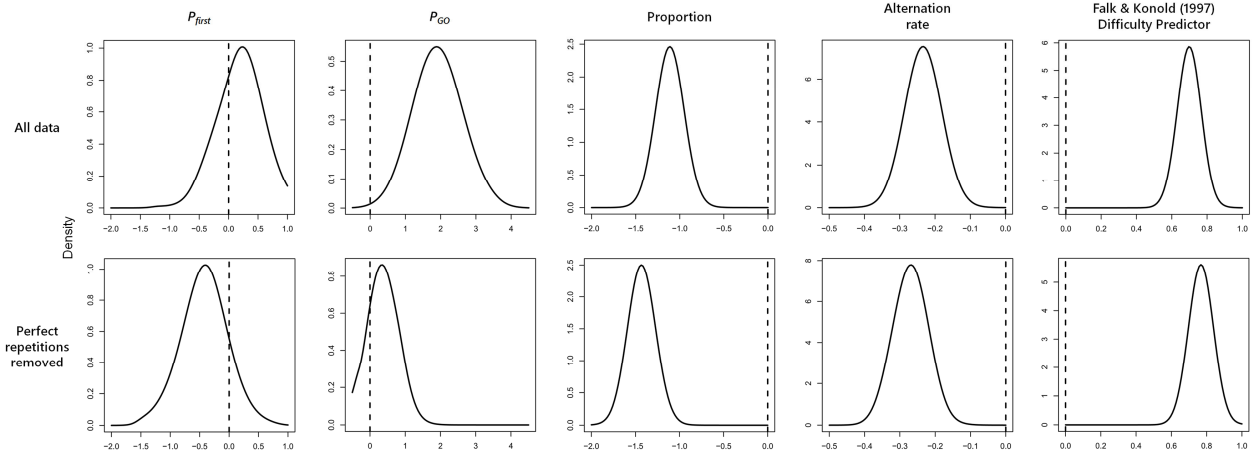 P_first
P_GO
Proportion
Alternation
rate
Falk & Konold (1997)
Difficulty Predictor
All data
Density
0.0 0.2 0.4 0.6 0.8 1.0
−2.0 −1.5 −1.0 −0.5 0.0 0.5 1.0
0.0 0.1 0.2 0.3 0.4 0.5
0 1 2 3 4
0.0 0.5 1.0 1.5 2.0 2.5
−2.0 −1.5 −1.0 −0.5 0.0
0 2 4 6
−0.5 −0.4 −0.3 −0.2 −0.1 0.0
0 1 2 3 4 5 6
0.0 0.2 0.4 0.6 0.8 1.0
Perfect
repetitions
removed
0.0 0.2 0.4 0.6 0.8 1.0
−2.0 −1.5 −1.0 −0.5 0.0 0.5 1.0
0.0 0.2 0.4 0.6 0.8
0 1 2 3 4
0.0 0.5 1.0 1.5 2.0 2.5
−2.0 −1.5 −1.0 −0.5 0.0
0 2 4 6 8
−0.5 −0.4 −0.3 −0.2 −0.1 0.0
0 1 2 3 4 5
0.0 0.2 0.4 0.6 0.8 1.0